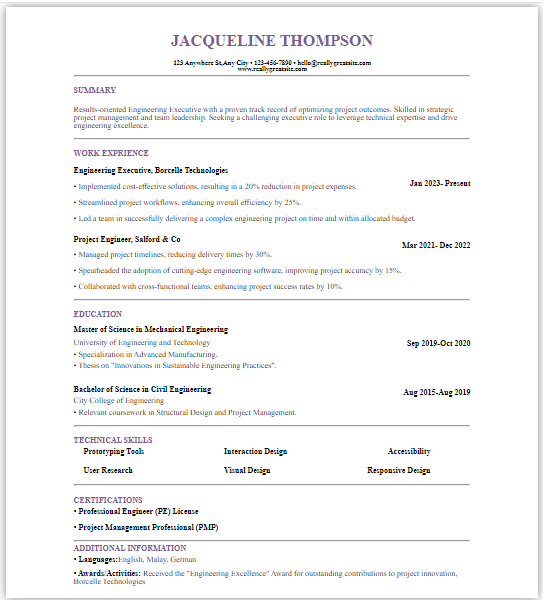 JACQUELINE THOMPSON
123 Anywhere St,Any City • 123-456-7890 • hello@reallygreatsite.com
www.reallygreatsite.com
SUMMARY
Results-oriented Engineering Executive with a proven track record of optimizing project outcomes. Skilled in strategic
project management and team leadership. Seeking a challenging executive role to leverage technical expertise and drive
engineering excellence.
WORK EXPERIENCE
Engineering Executive, Borcelle Technologies
Jan 2023- Present
• Implemented cost-effective solutions, resulting in a 20% reduction in project expenses.
• Streamlined project workflows, enhancing overall efficiency by 25%.
• Led a team in successfully delivering a complex engineering project on time and within allocated budget.
Project Engineer, Salford & Co
Mar 2021- Dec 2022
• Managed project timelines, reducing delivery times by 30%.
• Spearheaded the adoption of cutting-edge engineering software, improving project accuracy by 15%.
• Collaborated with cross-functional teams, enhancing project success rates by 10%.
EDUCATION
Master of Science in Mechanical Engineering
University of Engineering and Technology
Sep 2019-Oct 2020
• Specialization in Advanced Manufacturing.
• Thesis on "Innovations in Sustainable Engineering Practices".
Bachelor of Science in Civil Engineering
Aug 2015-Aug 2019
City College of Engineering
• Relevant coursework in Structural Design and Project Management.
TECHNICAL SKILLS
Prototyping Tools Interaction Design Accessibility
User Research Visual Design Responsive Design
CERTIFICATIONS
• Professional Engineer (PE) License
• Project Management Professional (PMP)
ADDITIONAL INFORMATION
• Languages:English, Malay, German
• Awards/Activities: Received the "Engineering Excellence" Award for outstanding contributions to project innovation,
Borcelle Technologies